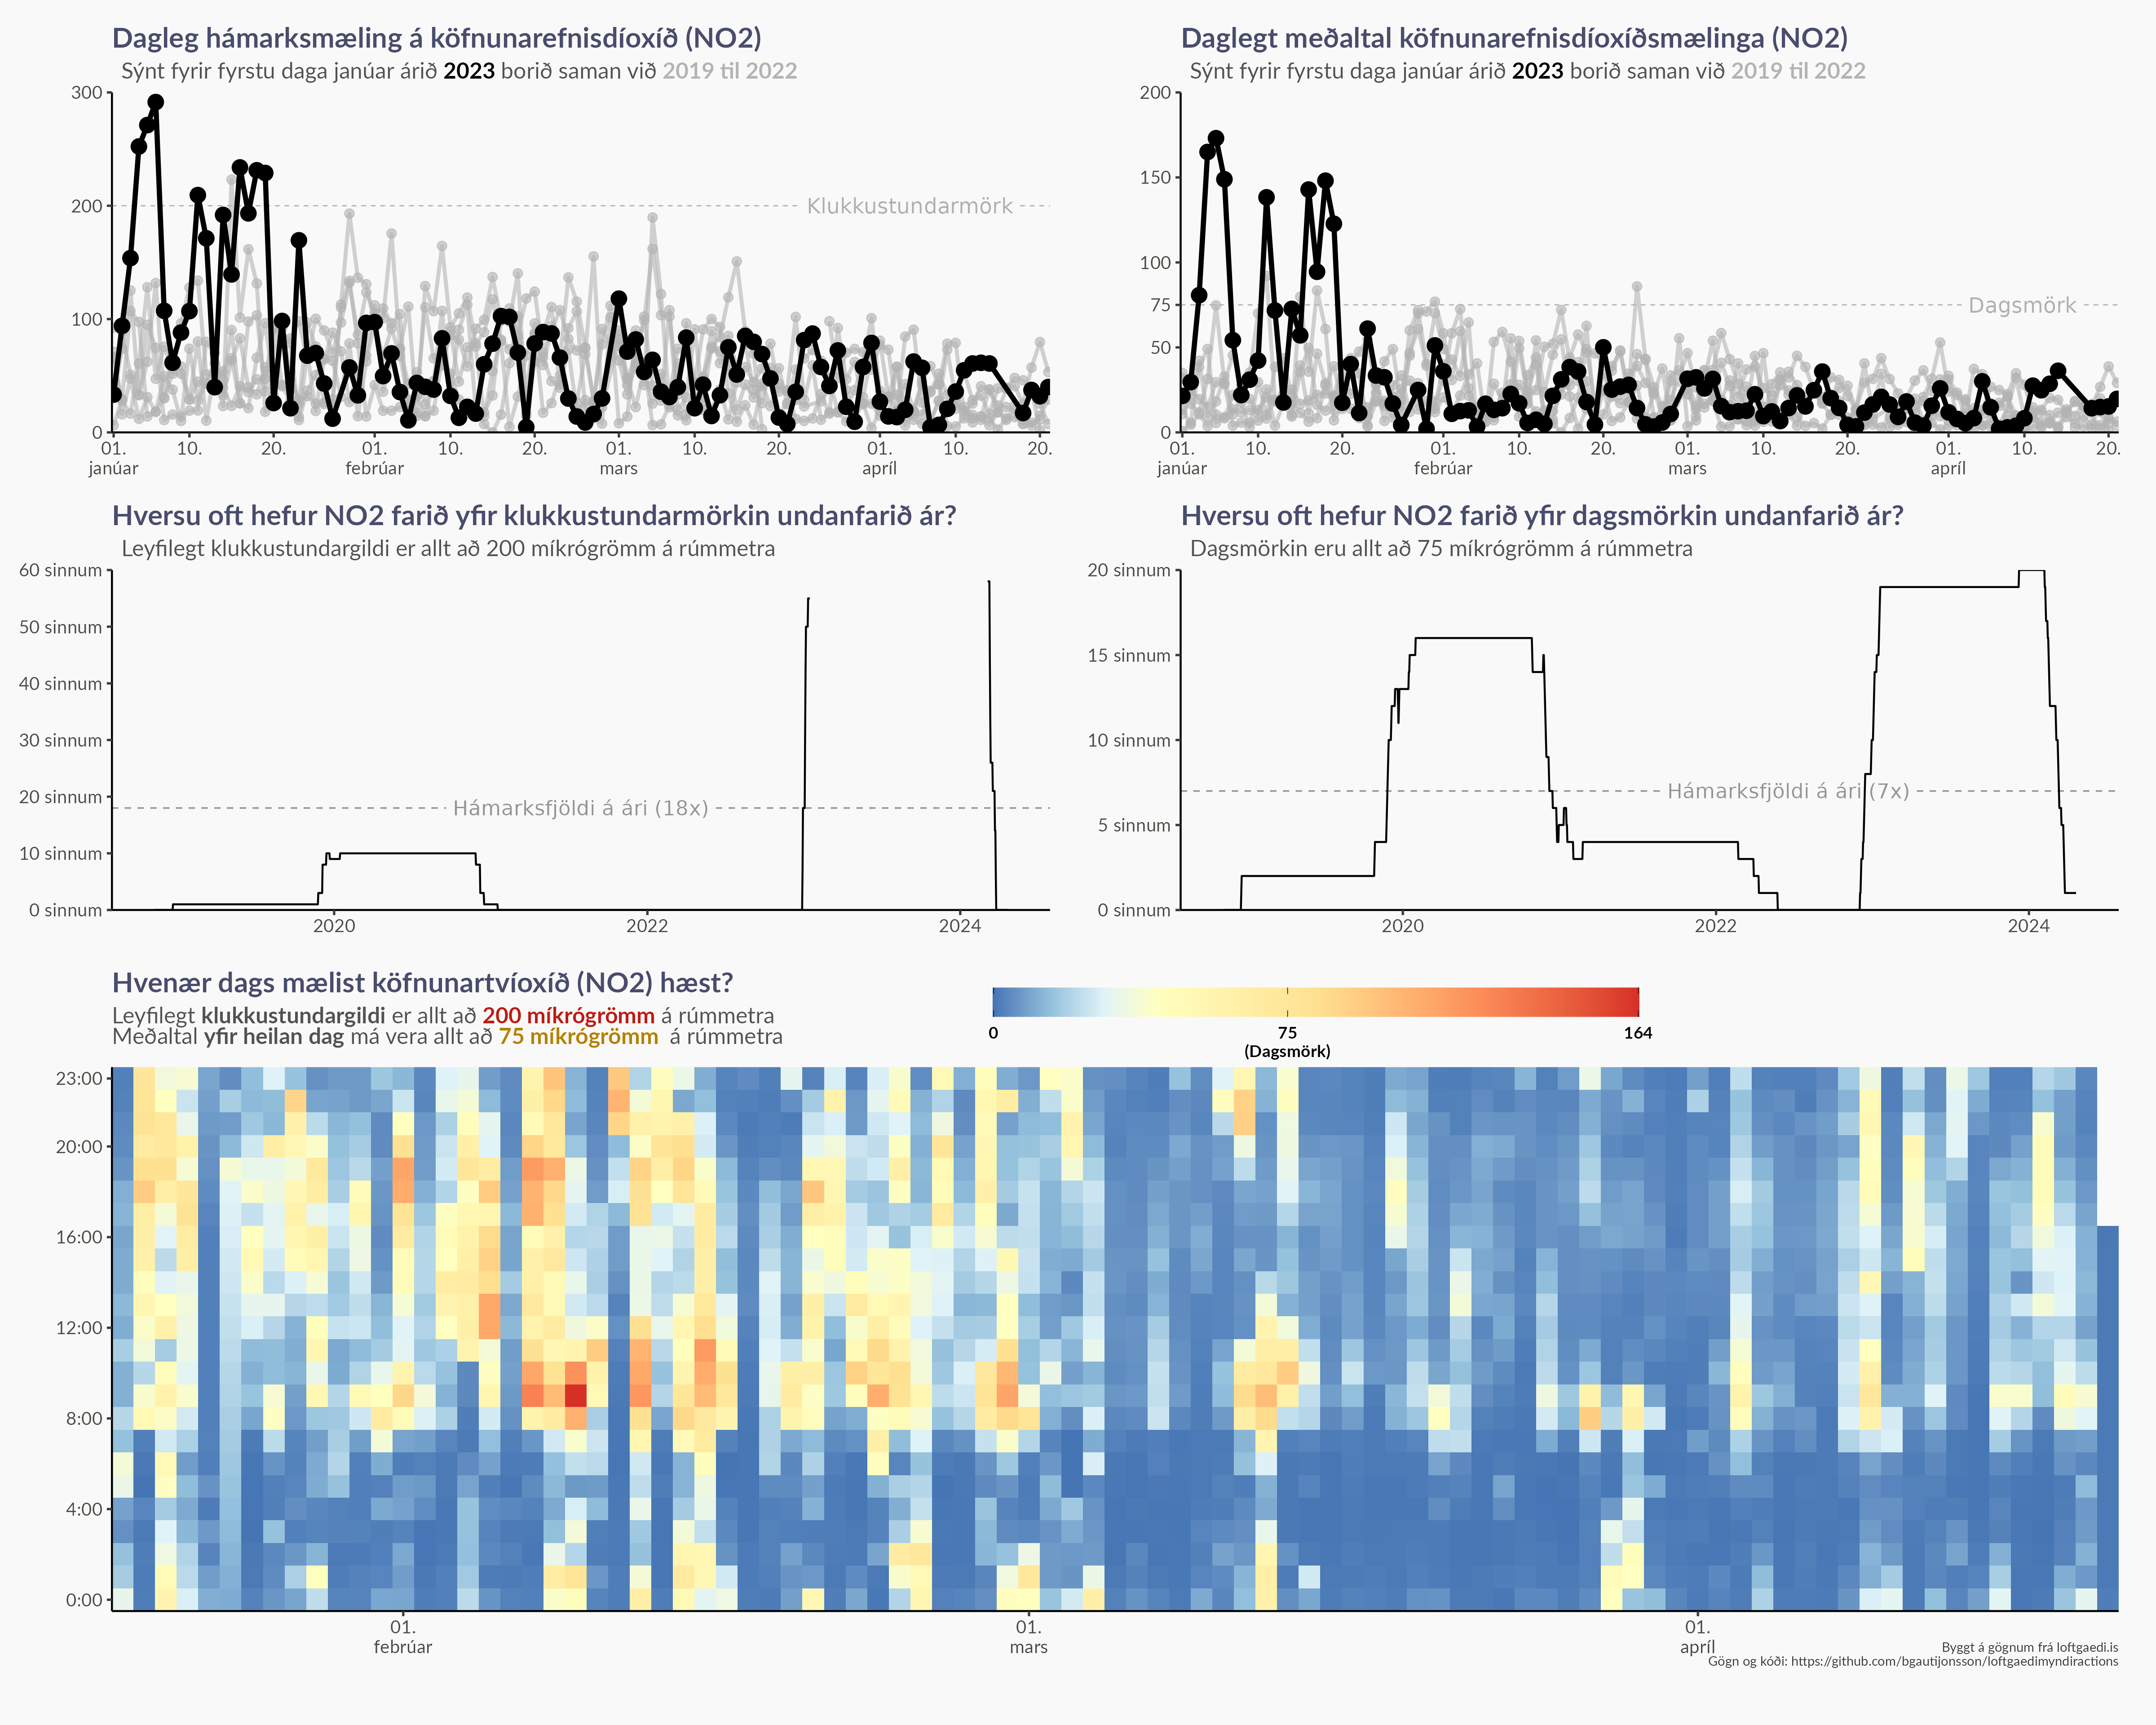 Dagleg hámarksmæling á köfnunarefnisdíoxíð (NO2)
Sýnt fyrir fyrstu daga janúar árið 2023 borið saman við 2019 til 2022
300
200
100
0
Klukkustundarmörk
01. 10. 20. 01. 10. 20. 01. 10. 20. 01. 10. 20.
janúar febrúar mars apríl
Daglegt meðaltal köfnunarefnisdíoxíðsmælinga (NO2)
Sýnt fyrir fyrstu daga janúar árið 2023 borið saman við 2019 til 2022
200
150
100
75
50
0
Dagsmörk
01. 10. 20. 01. 10. 20. 01. 10. 20. 01. 10. 20.
janúar febrúar mars apríl
Hversu oft hefur NO2 farið yfir klukkustundarmörkin undanfarið ár?
Leyfilegt klukkustundargildi er allt að 200 míkrógrömm á rúmmetra
60 sinnum
50 sinnum
40 sinnum
30 sinnum
20 sinnum
10 sinnum
0 sinnum
Hámarksfjöldi á ári (18x)
2020 2022 2024
Hversu oft hefur NO2 farið yfir dagsmörkin undanfarið ár?
Dagsmörkin eru allt að 75 míkrógrömm á rúmmetra
20 sinnum
15 sinnum
10 sinnum
5 sinnum
0 sinnum
Hámarksfjöldi á ári (7x)
2020 2022 2024
Hvenær dags mælist köfnunartvíoxíð (NO2) hæst?
Leyfilegt klukkustundargildi er allt að 200 míkrógrömm á rúmmetra
Meðaltal yfir heilan dag má vera allt að 75 míkrógrömm á rúmmetra
0 75 164
(Dagsmörk)
23:00
20:00
16:00
12:00
8:00
4:00
0:00
01. 01. 01.
febrúar mars apríl
Byggt á gögnum frá loftgaedi.is
Gögn og kóði: https://github.com/bgautijonsson/loftgaedimyndiractions